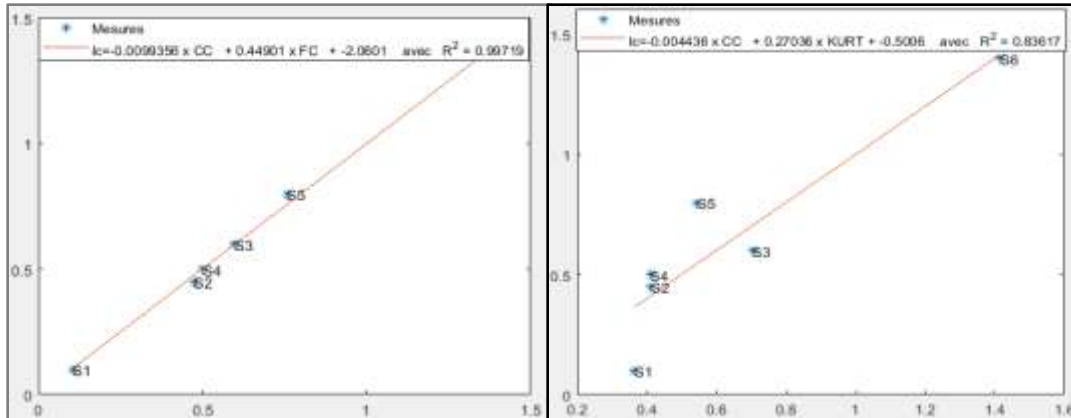 1.5
Mesures
Ic=-0.0099356 x CC + 0.44901 x FC + -2.0601 avec R² = 0.99719
1
S5
S3
0.5
S4
S2
S1
0
0
0.5
1
1.5
1.5
Mesures
Ic=-0.004436 x CC + 0.27036 x KURT + -0.5006 avec R² = 0.83617
S6
1
S5
S3
0.5
S4
S2
S1
0
0.2
0.4
0.6
0.8
1
1.2
1.4
1.6